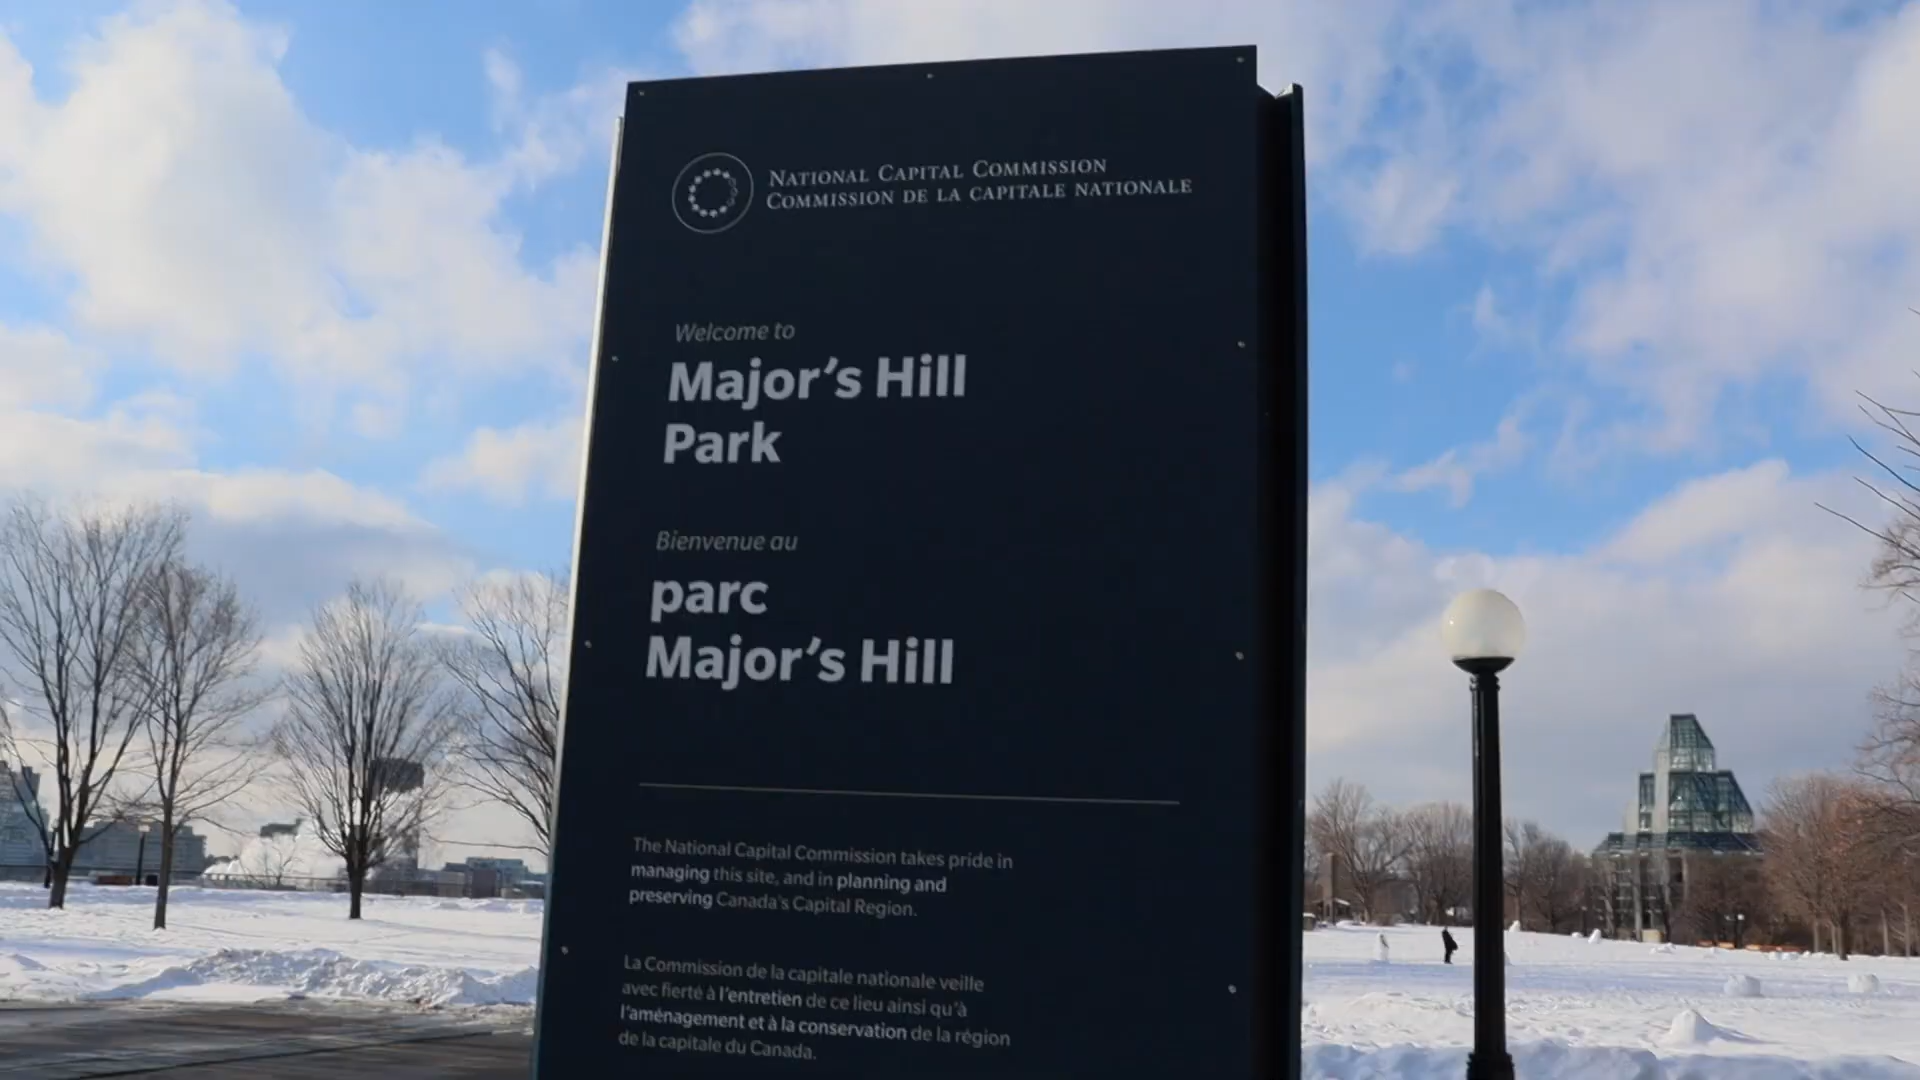 National Capital Commission
Commission de la capitale nationale
Welcome to
Major's Hill
Park
Bienvenue au
parc
Major's Hill
The National Capital Commission takes pride in
managing this site, and in planning and
preserving Canada's Capital Region.
La Commission de la capitale nationale veille
avec fierté à l'entretien de ce lieu ainsi qu'à
l'aménagement et à la conservation de la région
de la capitale du Canada.